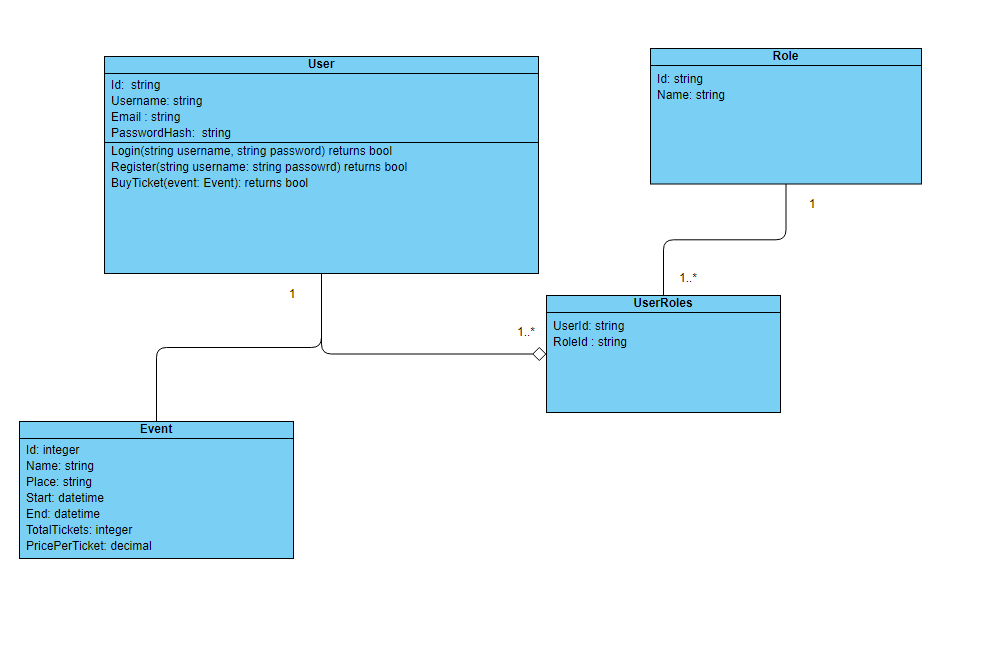 User
Id:  string
Username: string
Email : string
PasswordHash:  string
Login(string username, string password) returns bool
Register(string username: string passowrd) returns bool
BuyTicket(event: Event): returns bool
Role
Id: string
Name: string
1
1..*
1
1..*
UserRoles
UserId: string
RoleId : string
Event
Id: integer
Name: string
Place: string
Start: datetime
End: datetime
TotalTickets: integer
PricePerTicket: decimal